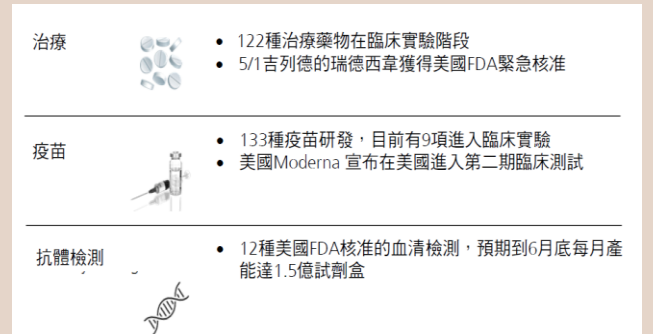 治療
• 122種治療藥物在臨床實驗階段
• 5/1吉列德的瑞德西韋獲得美國FDA緊急核准
疫苗
• 133種疫苗研發，目前有9項進入臨床實驗
• 美國Moderna 宣布在美國進入第二期臨床測試
抗體檢測
• 12種美國FDA核准的血清檢測，預期到6月底每月產
能達1.5億試劑盒